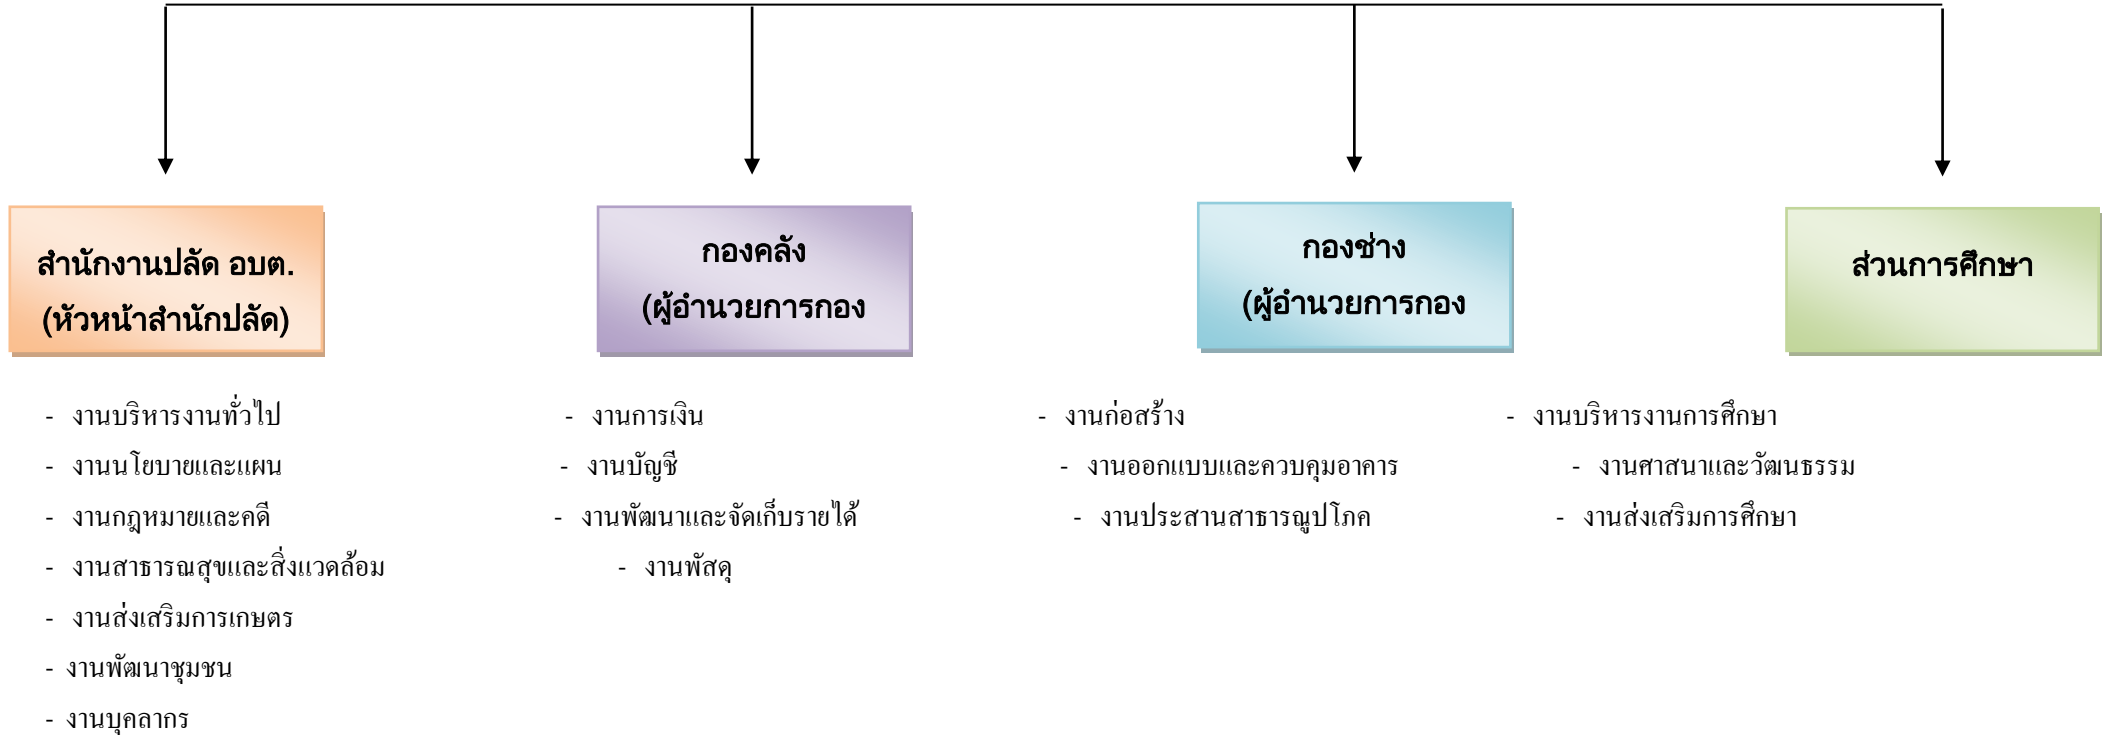 สำนักงานปลัด อบต.
(หัวหน้าสำนักปลัด)
กองคลัง
(ผู้อำนวยการกอง
กองช่าง
(ผู้อำนวยการกอง
ส่วนการศึกษา
- งานบริหารงานทั่วไป
- งานนโยบายและแผน
- งานกฎหมายและคดี
- งานสาธารณสุขและสิ่งแวดล้อม
- งานส่งเสริมการเกษตร
- งานพัฒนาชุมชน
- งานบุคลากร
- งานการเงิน
- งานบัญชี
- งานพัฒนาและจัดเก็บรายได้
- งานพัสดุ
- งานก่อสร้าง
- งานออกแบบและควบคุมอาคาร
- งานประสานสาธารณูปโภค
- งานบริหารงานการศึกษา
- งานศาสนาและวัฒนธรรม
- งานส่งเสริมการศึกษา